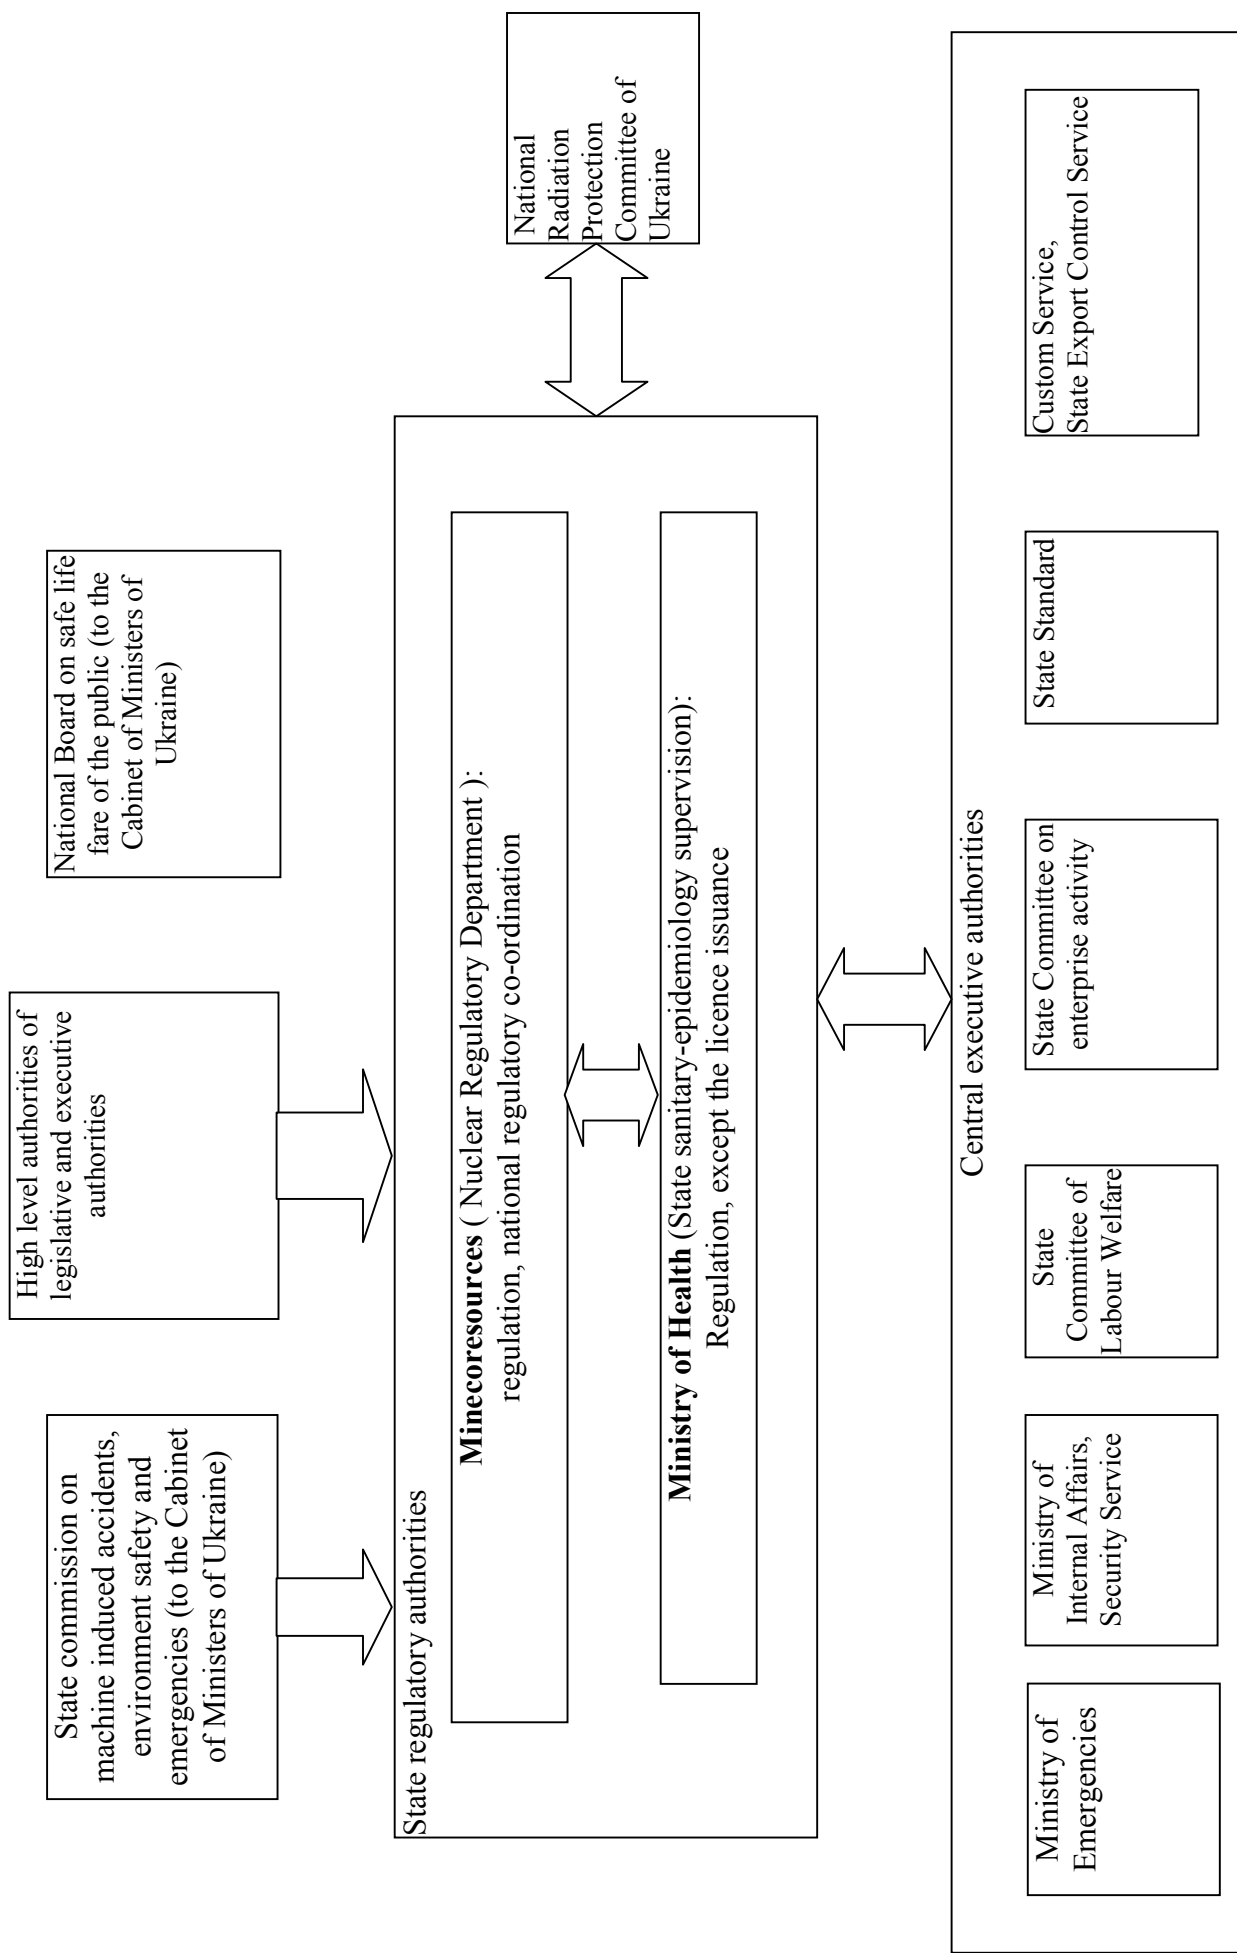 State commission on
machine induced accidents,
environment safety and
emergencies (to the Cabinet
of Ministers of Ukraine)
High level authorities of
legislative and executive
authorities
National Board on safe life
fare of the public (to the
Cabinet of Ministers of
Ukraine)
State regulatory authorities
Minecoresources ( Nuclear Regulatory Department ):
regulation, national regulatory co-ordination
Ministry of Health (State sanitary-epidemiology supervision):
Regulation, except the licence issuance
National
Radiation
Protection
Committee of
Ukraine
Central executive authorities
Ministry of
Emergencies
Ministry of
Internal Affairs,
Security Service
State
Committee of
Labour Welfare
State Committee on
enterprise activity
State Standard
Custom Service,
State Export Control Service